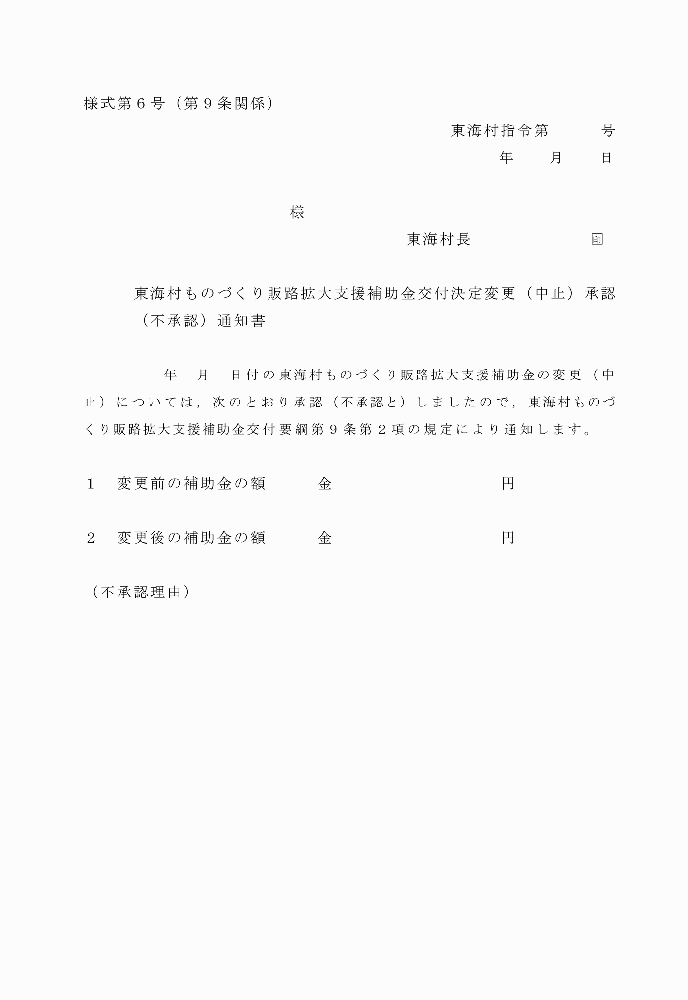 様式第６号（第９条関係）
東海村指令第　　　号
年　　月　　日
様
東海村長　　　　　　　㊞
東海村ものづくり販路拡大支援補助金交付決定変更（中止）承認
（不承認）通知書
年　月　日付の東海村ものづくり販路拡大支援補助金の変更（中
止）については，次のとおり承認（不承認と）しましたので，東海村ものづ
くり販路拡大支援補助金交付要綱第９条第２項の規定により通知します。
１　変更前の補助金の額　　　金　　　　　　　　　　円
２　変更後の補助金の額　　　金　　　　　　　　　　円
（不承認理由）